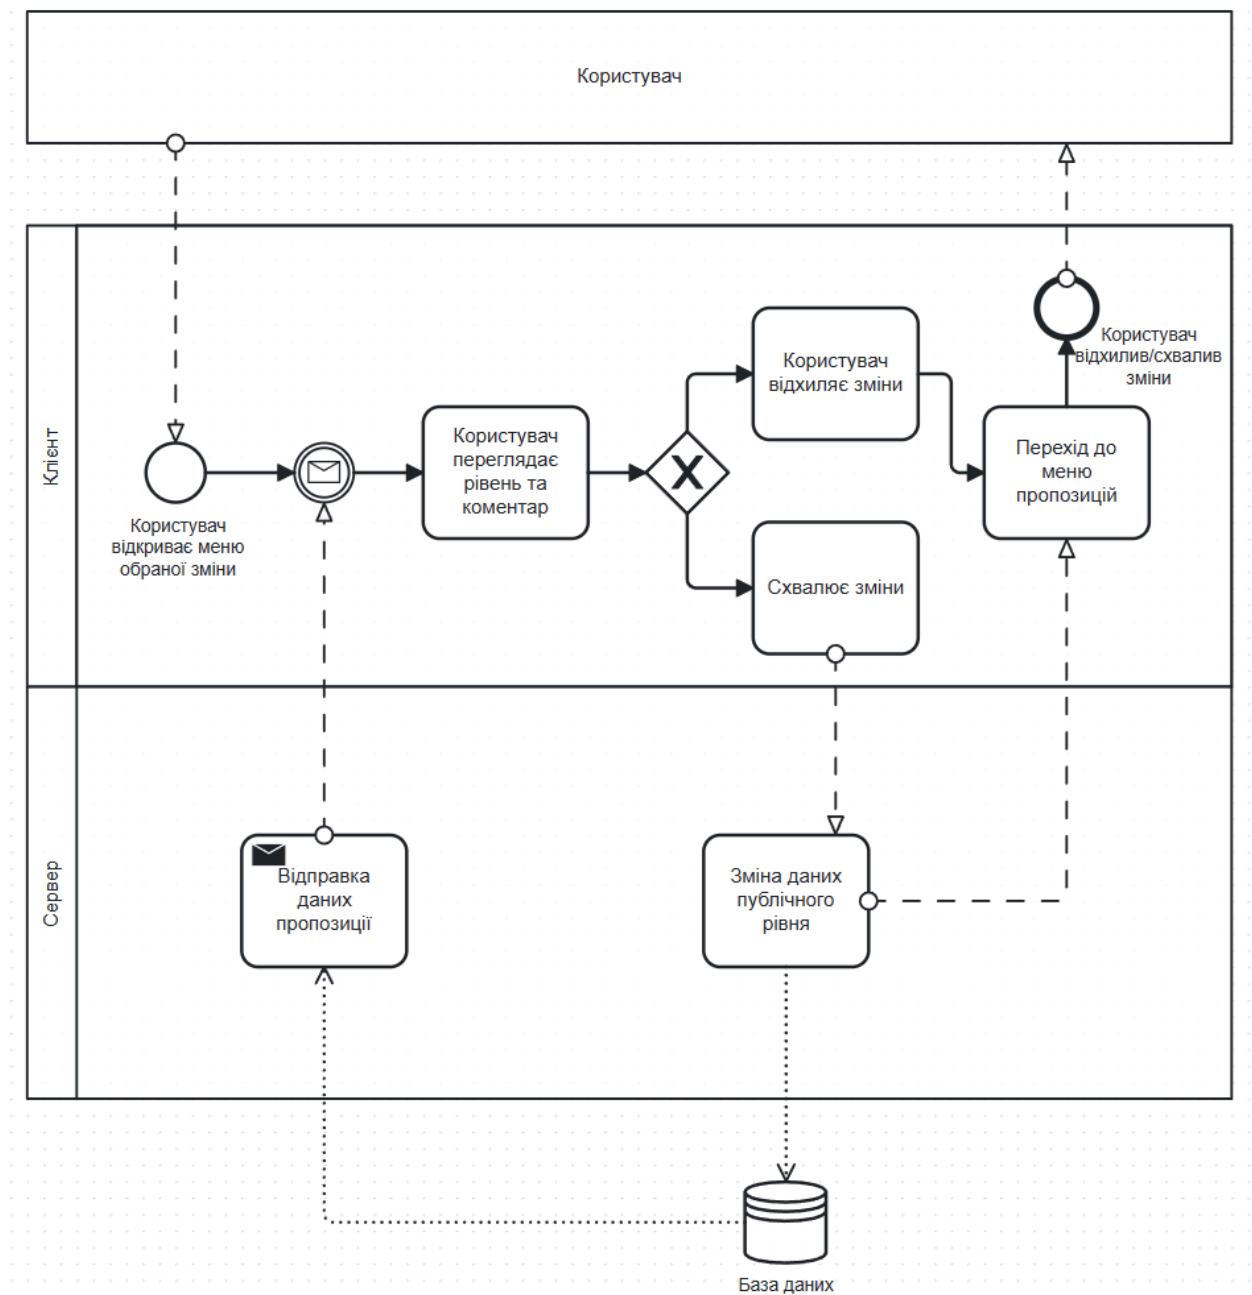 Користувач
Клієнт
Користувач
відкриває меню
обраної зміни
Користувач
переглядає
рівень та
коментар
Користувач
відхиляє зміни
Схвалює зміни
Перехід до
меню
пропозицій
Користувач
відхилив/схвалив
зміни
Сервер
Відправка
даних
пропозиції
Зміна даних
публічного
рівня
База даних